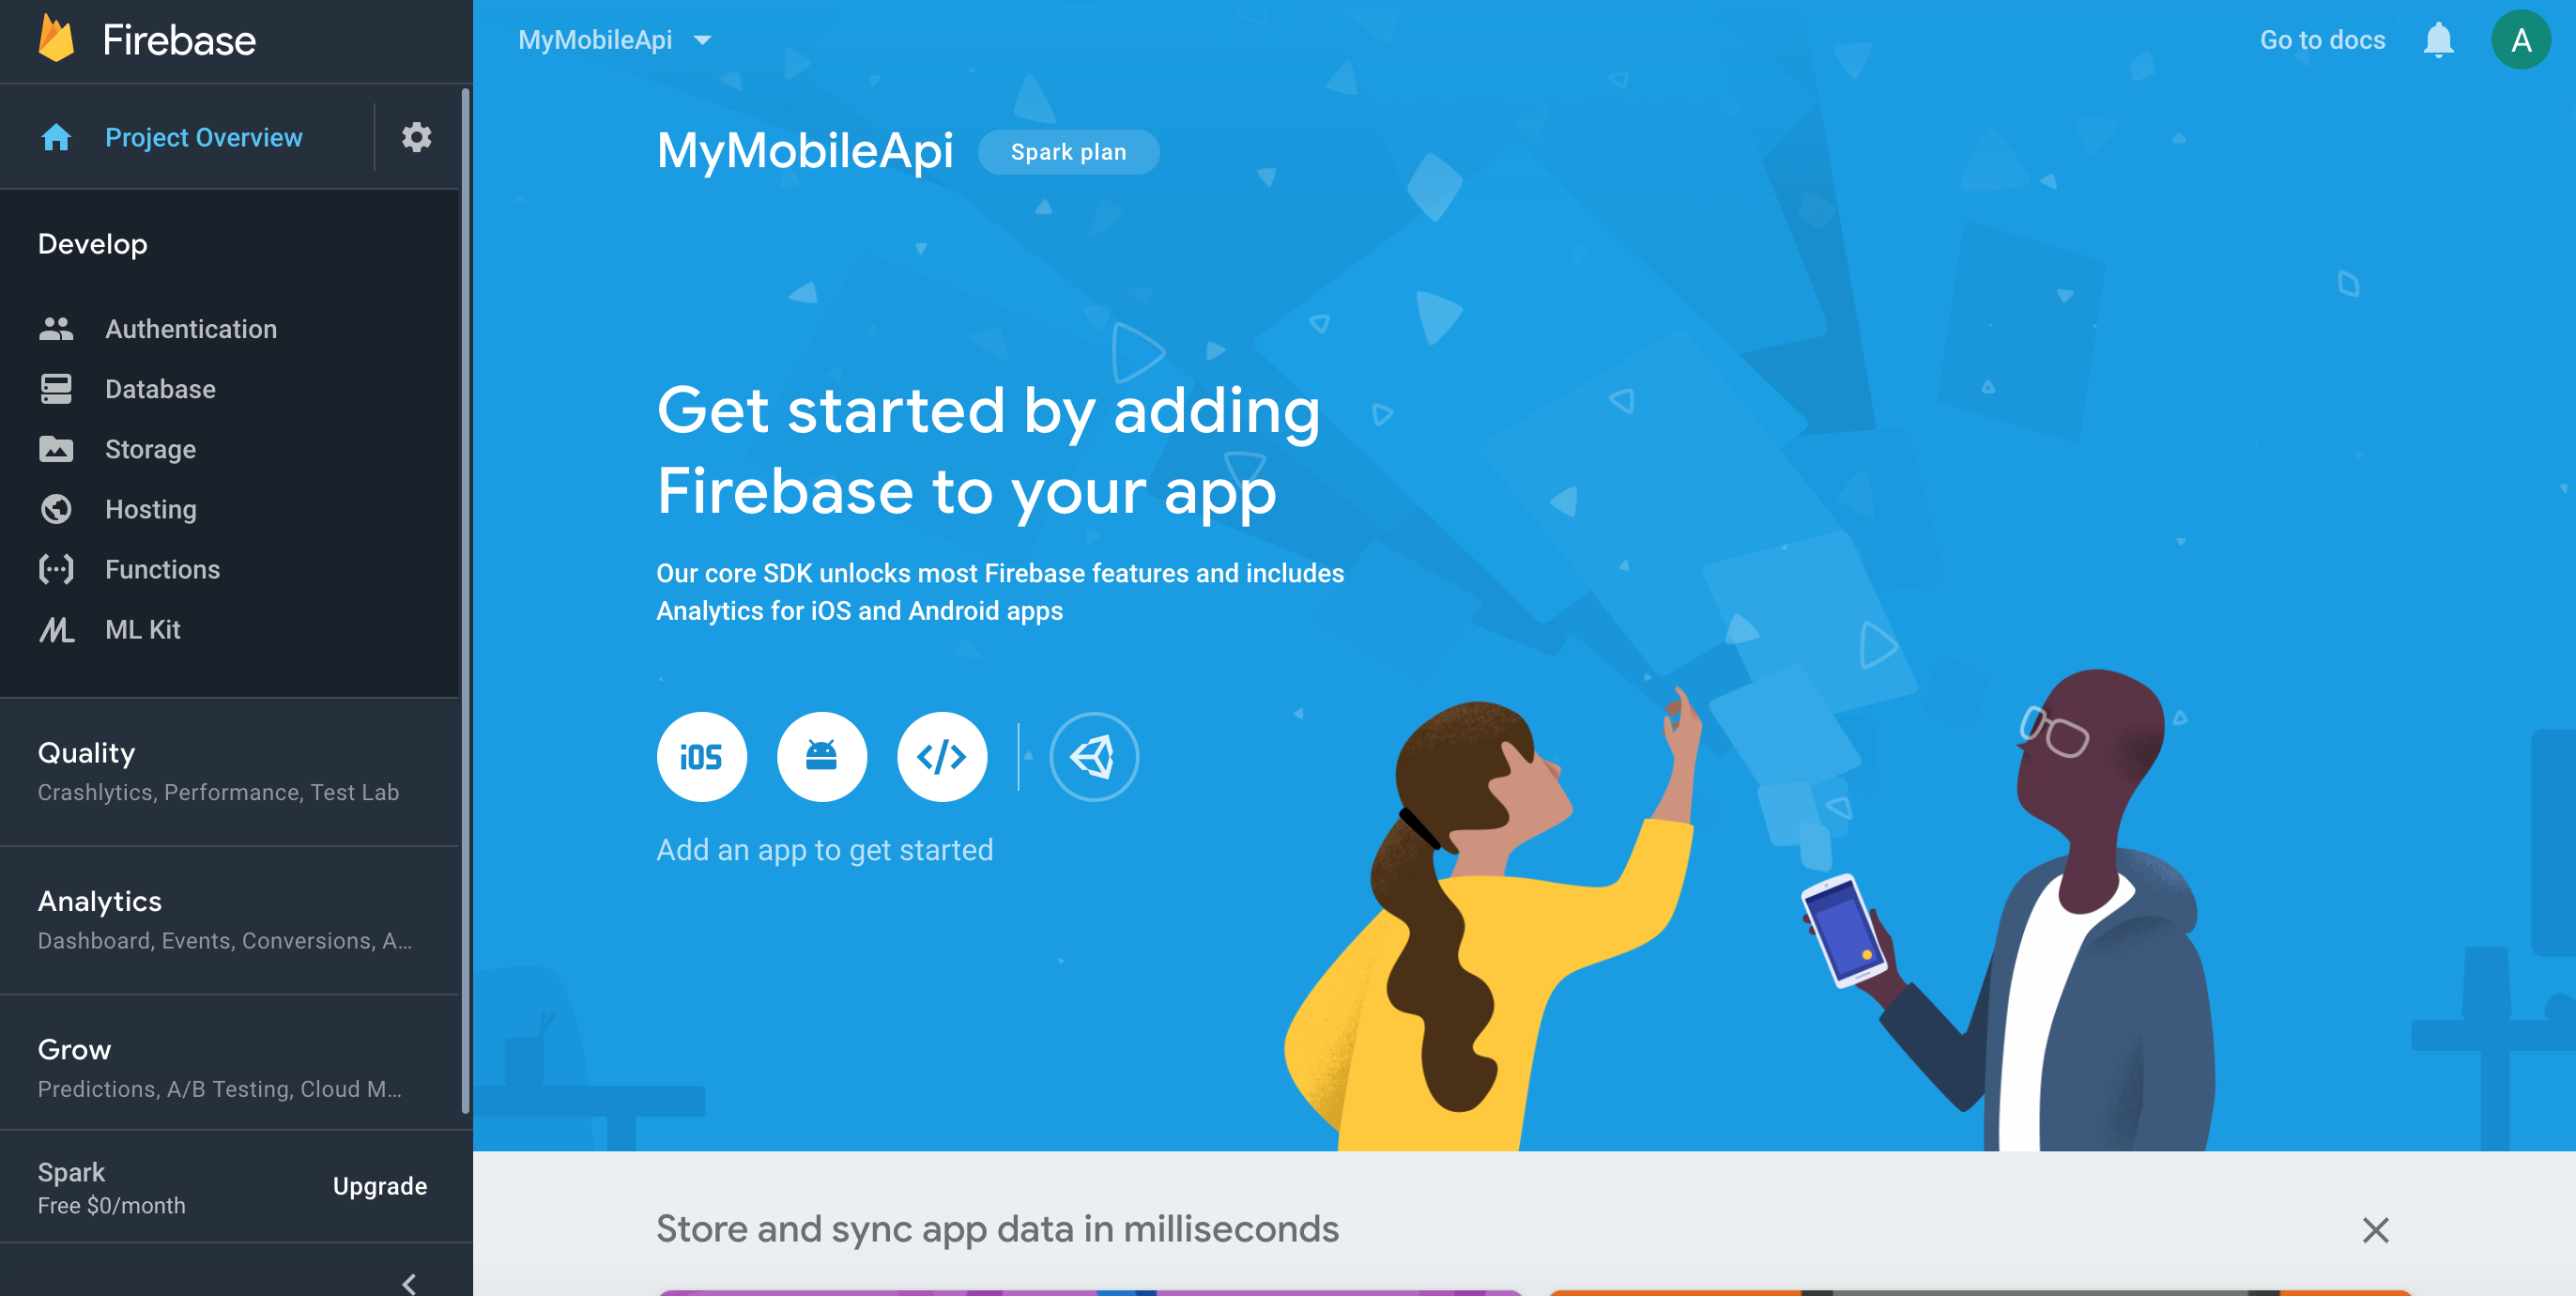 Firebase
Project Overview
Develop
Authentication
Database
Storage
Hosting
Functions
ML Kit
Quality
Crashlytics, Performance, Test Lab
Analytics
Dashboard, Events, Conversions, A...
Grow
Predictions, A/B Testing, Cloud M...
Spark
Free $0/month
Upgrade
MyMobileApi
Go to docs
A
MyMobileApi
Spark plan
Get started by adding
Firebase to your app
Our core SDK unlocks most Firebase features and includes
Analytics for iOS and Android apps
iOS
Add an app to get started
Store and sync app data in milliseconds